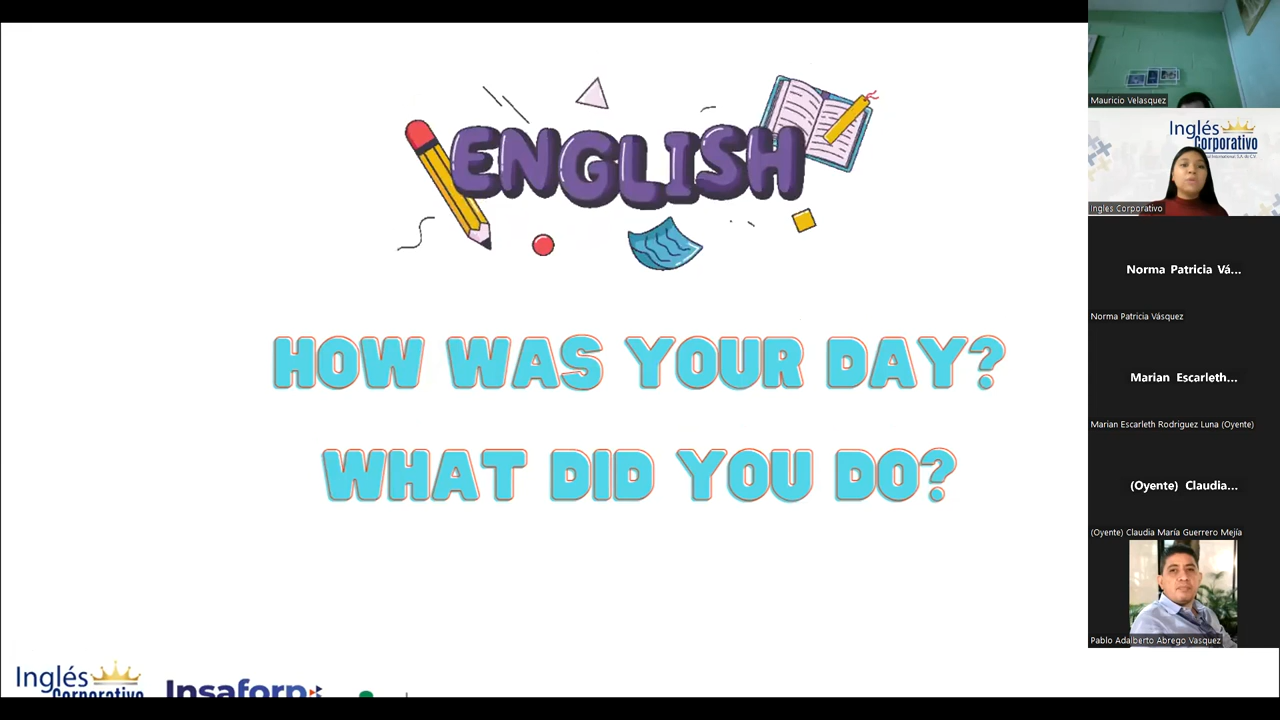 ENGLISH
HOW WAS YOUR DAY?
WHAT DID YOU DO?
Inglés
Corporativo
Insaforp
Mauricio Velasquez
Inglés
Corporativo
Ingles Corporativo
Norma Patricia Vá...
Norma Patricia Vásquez
Marian Escarleth...
Marian Escarleth Rodriguez Luna (Oyente)
(Oyente) Claudia...
(Oyente) Claudia María Guerrero Mejía
Pablo Adalberto Abrego Vasquez